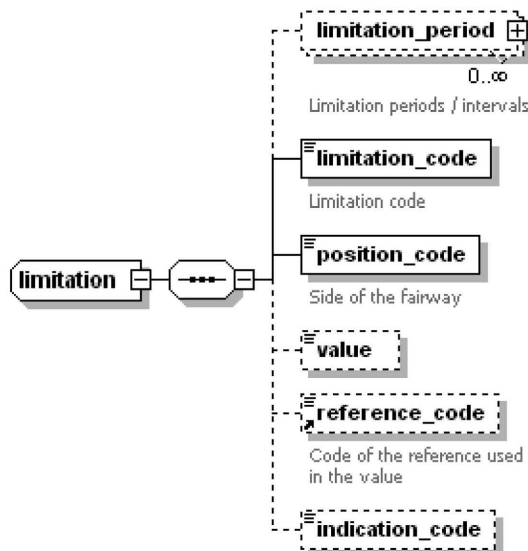 limitation_period
0..∞
Limitation periods / intervals
limitation_code
Limitation code
limitation
position_code
Side of the fairway
value
reference_code
Code of the reference used
in the value
indication_code